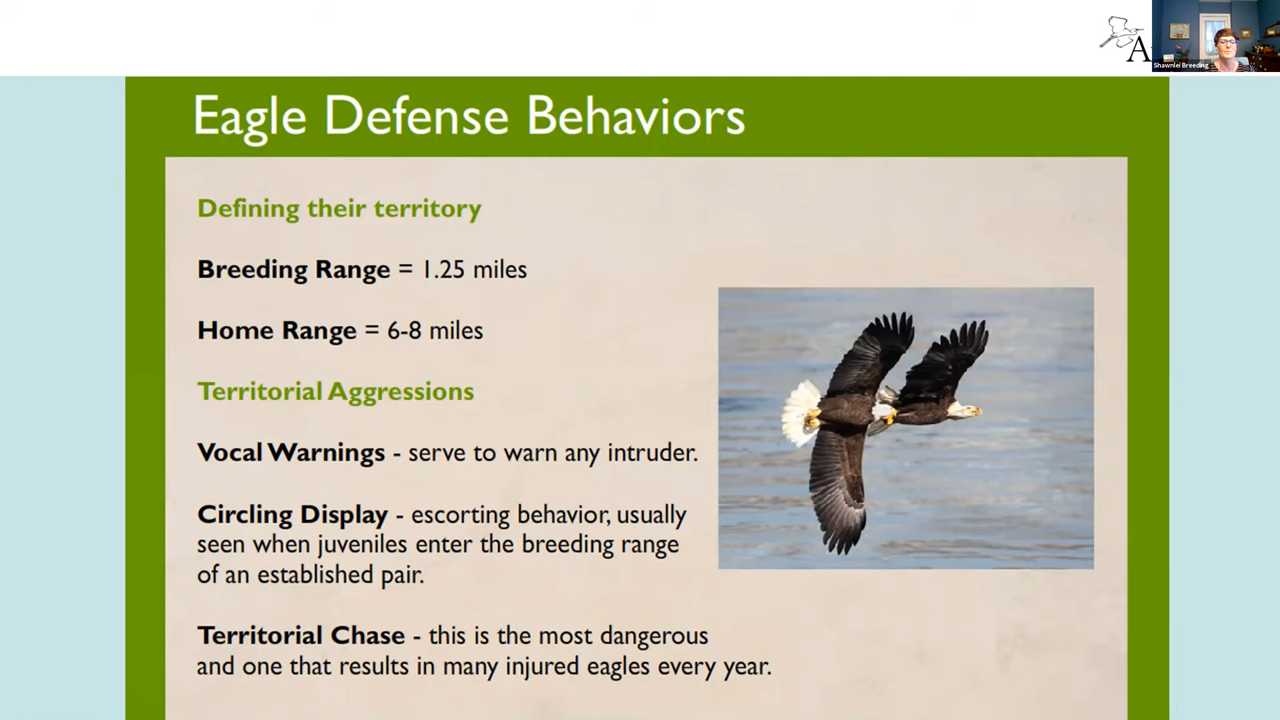 A
Shawnlei Breeding
Eagle Defense Behaviors
Defining their territory
Breeding Range = 1.25 miles
Home Range = 6-8 miles
Territorial Aggressions
Vocal Warnings - serve to warn any intruder.
Circling Display - escorting behavior, usually
seen when juveniles enter the breeding range
of an established pair.
Territorial Chase - this is the most dangerous
and one that results in many injured eagles every year.